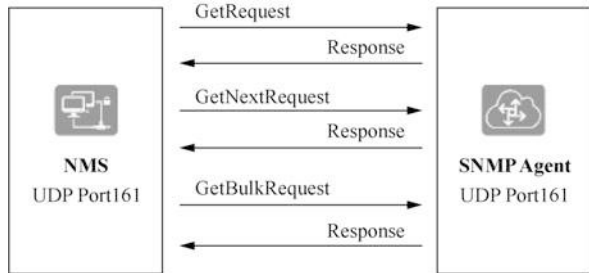 GetRequest
Response
GetNextRequest
Response
NMS
UDP Port161
SNMP Agent
UDP Port161
GetBulkRequest
Response